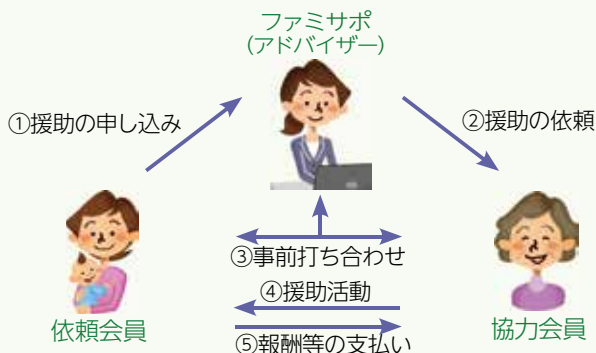 ファミサポ
(アドバイザー)
①援助の申し込み
②援助の依頼
③事前打ち合わせ
④援助活動
依頼会員
協力会員
⑤報酬等の支払い